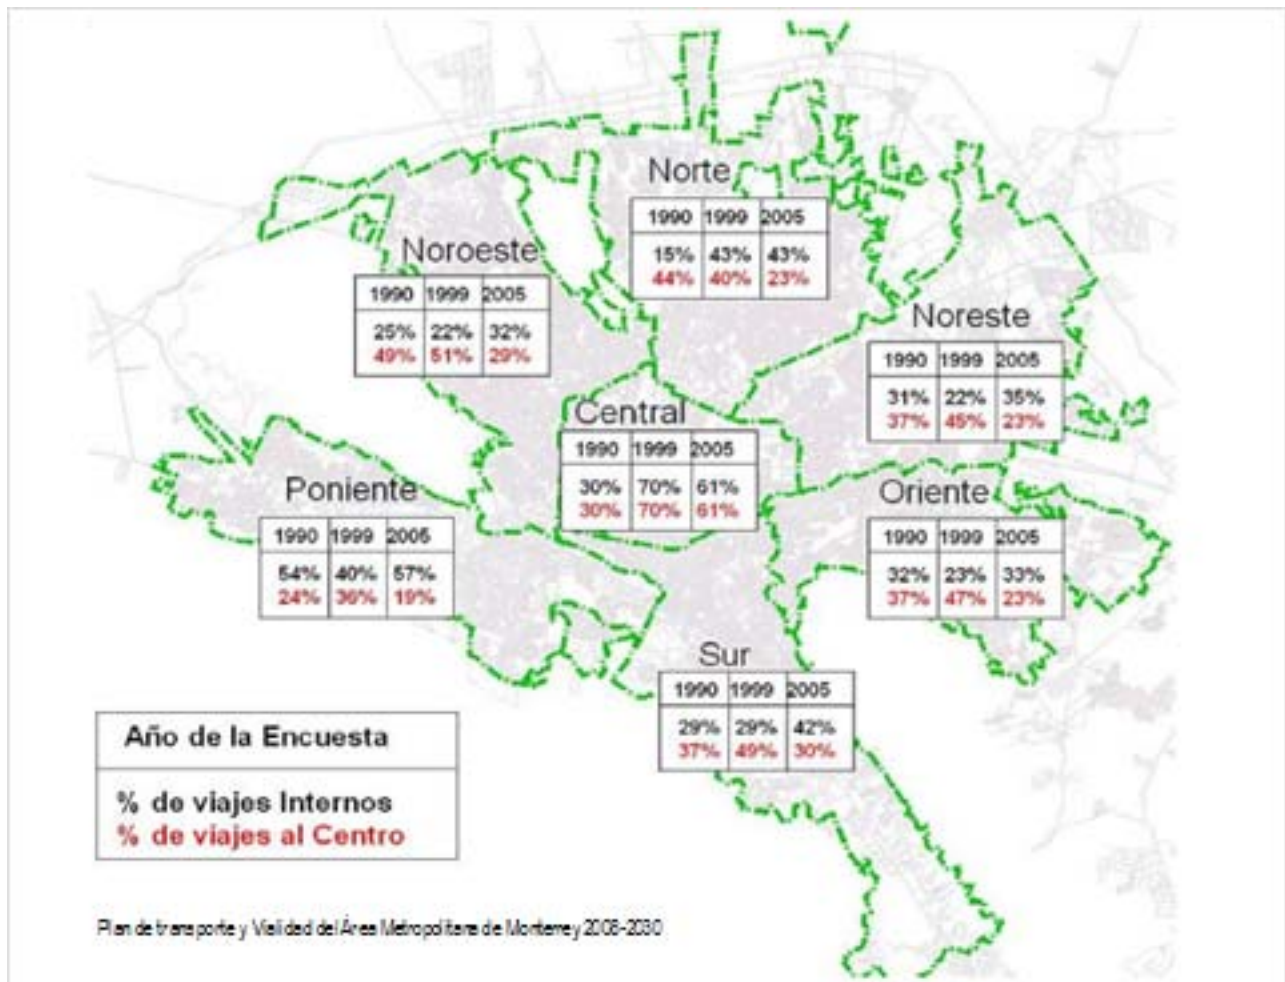 Norte
1990 1999 2005
15% 43% 43%
44% 40% 23%
Noroeste
1990 1999 2005
25% 22% 32%
49% 51% 29%
Noreste
1990 1999 2005
31% 22% 35%
37% 45% 23%
Central
1990 1999 2005
30% 70% 61%
30% 70% 61%
Poniente
1990 1999 2005
54% 40% 57%
24% 36% 19%
Oriente
1990 1999 2005
32% 23% 33%
37% 47% 23%
Sur
1990 1999 2005
29% 29% 42%
37% 49% 30%
Año de la Encuesta
% de viajes Internos
% de viajes al Centro
Plan de transporte y Vialidad del Área Metropolitana de Monterrey 2008-2030